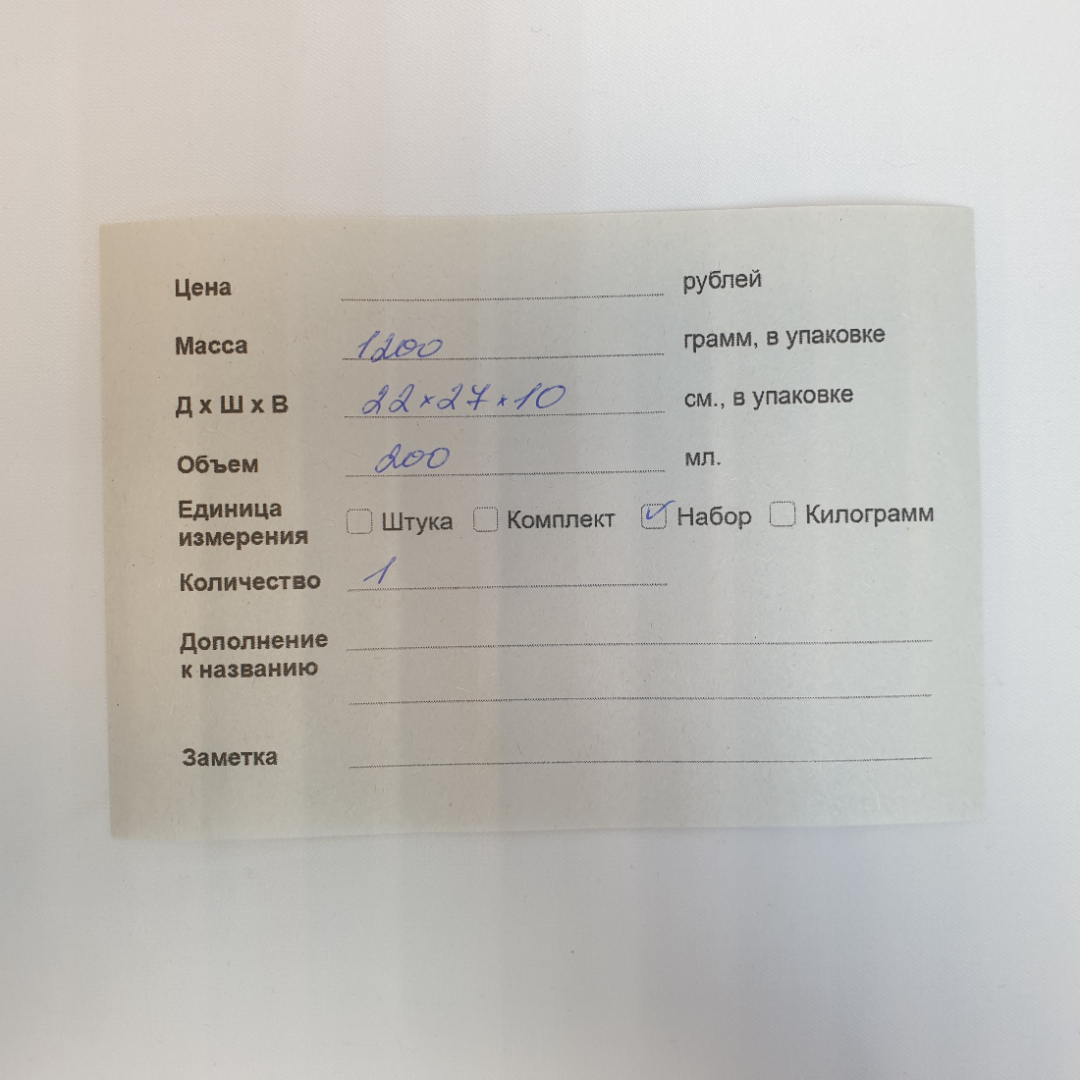 Цена рублей
Масса 1200 грамм, в упаковке
Д х Ш х В 22×27×10 см., в упаковке
Объем 200 мл.
Единица
измерения Штука Комплект Набор Килограмм
Количество 1
Дополнение
к названию
Заметка